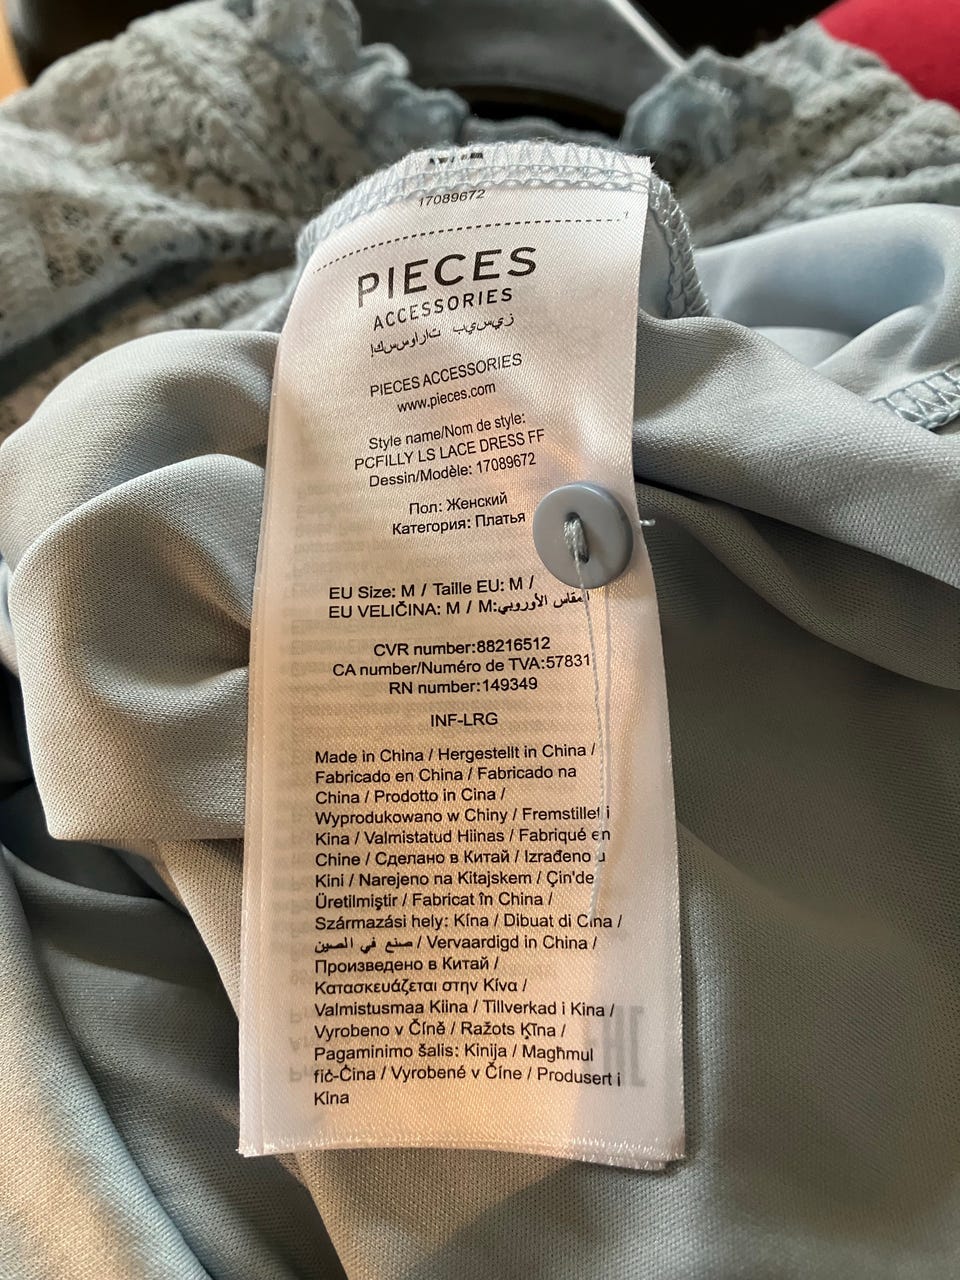 17089672
PIECES
ACCESSORIES
إكسسوارات بيسيز
PIECES ACCESSORIES
www.pieces.com
Style name/Nom de style:
PCFILLY LS LACE DRESS FF
Dessin/Modèle: 17089672
Пол: Женский
Категория: Платья
EU Size: M / Taille EU: M /
EU VELIČINA: M / M:المقاس الأوروبي
CVR number:88216512
CA number/Numéro de TVA:57831
RN number:149349
INF-LRG
Made in China / Hergestellt in China /
Fabricado en China / Fabricado na
China / Prodotto in Cina /
Wyprodukowano w Chiny / Fremstillet i
Kina / Valmistatud Hiinas / Fabriqué en
Chine / Сделано в Китай / Izrađeno u
Kini / Narejeno na Kitajskem / Çin'de
Üretilmiştir / Fabricat în China /
Származási hely: Kína / Dibuat di Cina /
صنع في الصين / Vervaardigd in China /
Произведено в Китай /
Κατασκευάζεται στην Κίνα /
Valmistusmaa Kiina / Tillverkad i Kina /
Vyrobeno v Číně / Ražots Ķīna /
Pagaminimo šalis: Kinija / Maghmul
fiċ-Ċina / Vyrobené v Číne / Produsert i
Kina